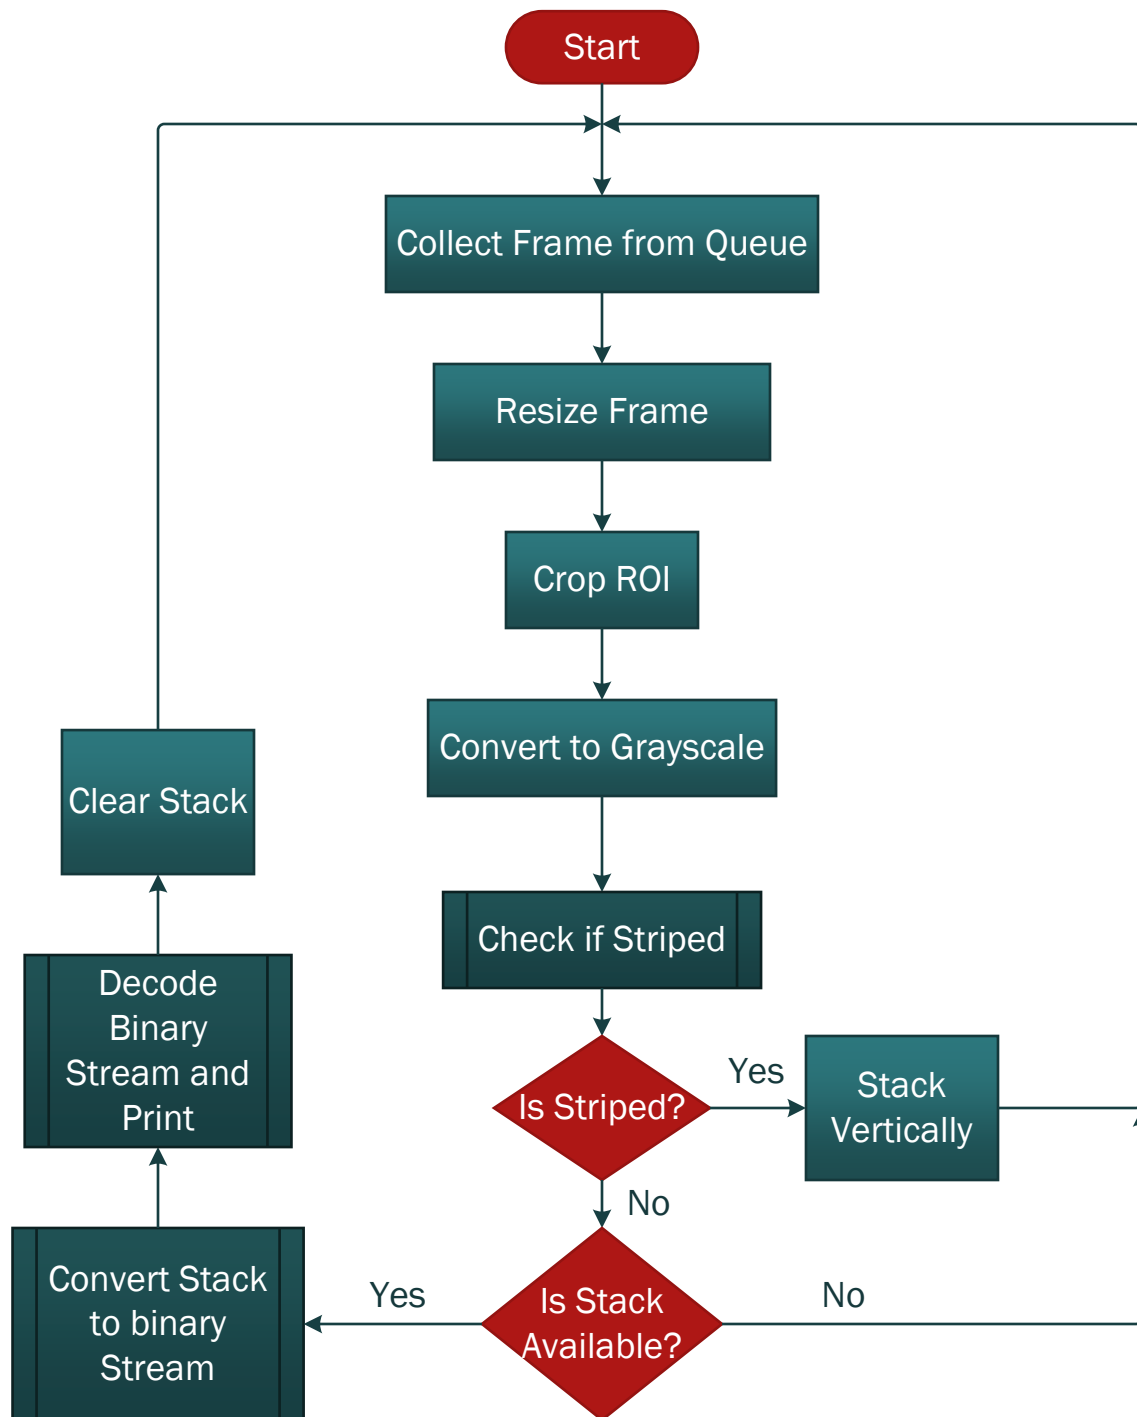 Start
Collect Frame from Queue
Resize Frame
Crop ROI
Convert to Grayscale
Clear Stack
Check if Striped
Decode
Binary
Stream and
Print
Is Striped?
Yes
Stack
Vertically
No
Convert Stack
to binary
Stream
Yes
Is Stack
Available?
No